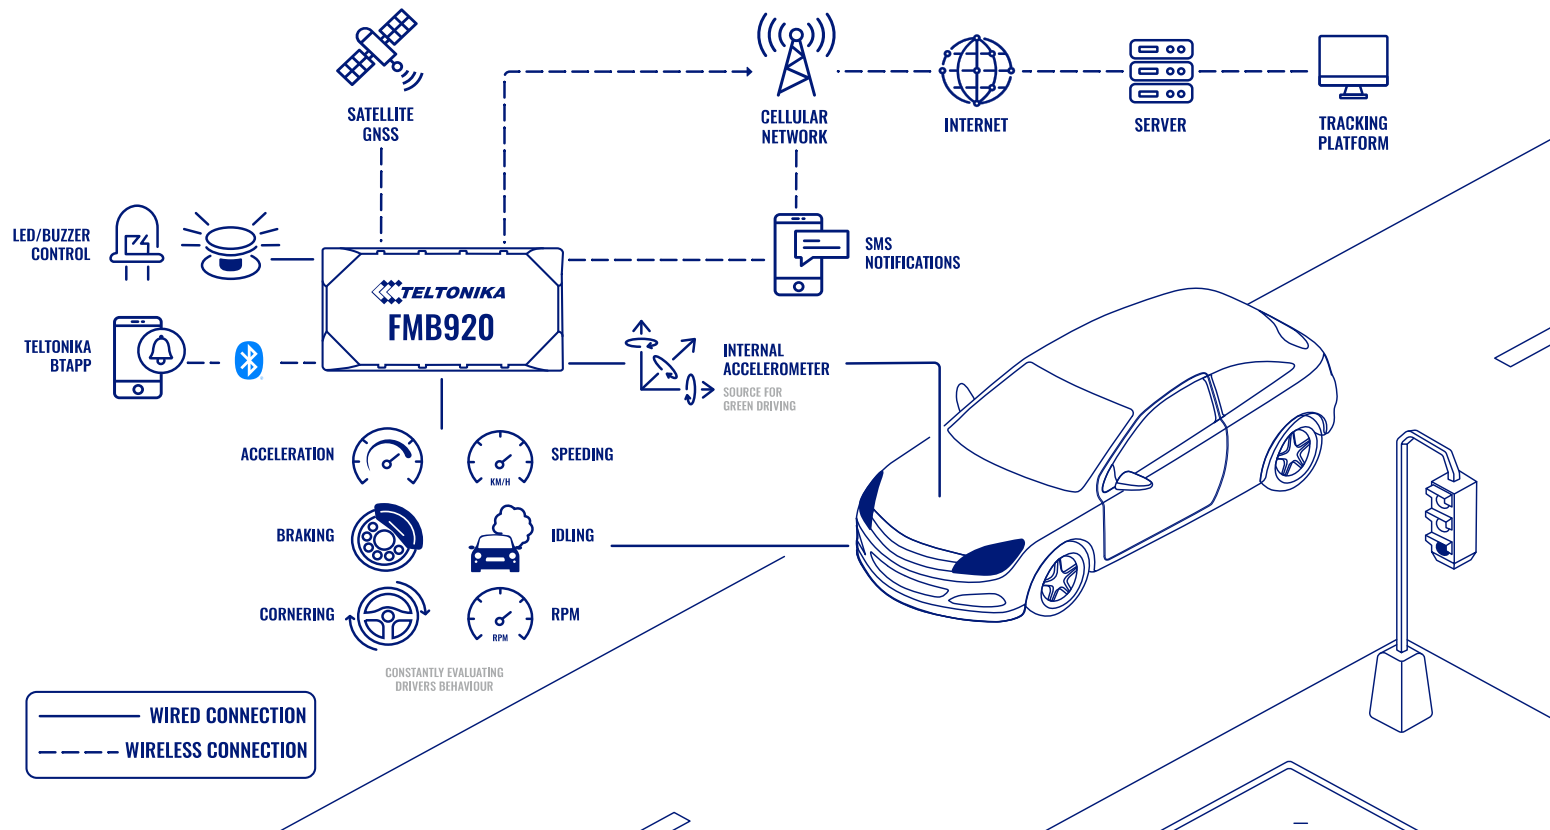 SATELLITE
GNSS
CELLULAR
NETWORK
INTERNET
SERVER
TRACKING
PLATFORM
LED/BUZZER
CONTROL
SMS
NOTIFICATIONS
TELTONIKA
FMB920
TELTONIKA
BTAPP
INTERNAL
ACCELEROMETER
SOURCE FOR
GREEN DRIVING
ACCELERATION
KM/H
SPEEDING
BRAKING
IDLING
CORNERING
RPM
RPM
CONSTANTLY EVALUATING
DRIVERS BEHAVIOUR
WIRED CONNECTION
WIRELESS CONNECTION